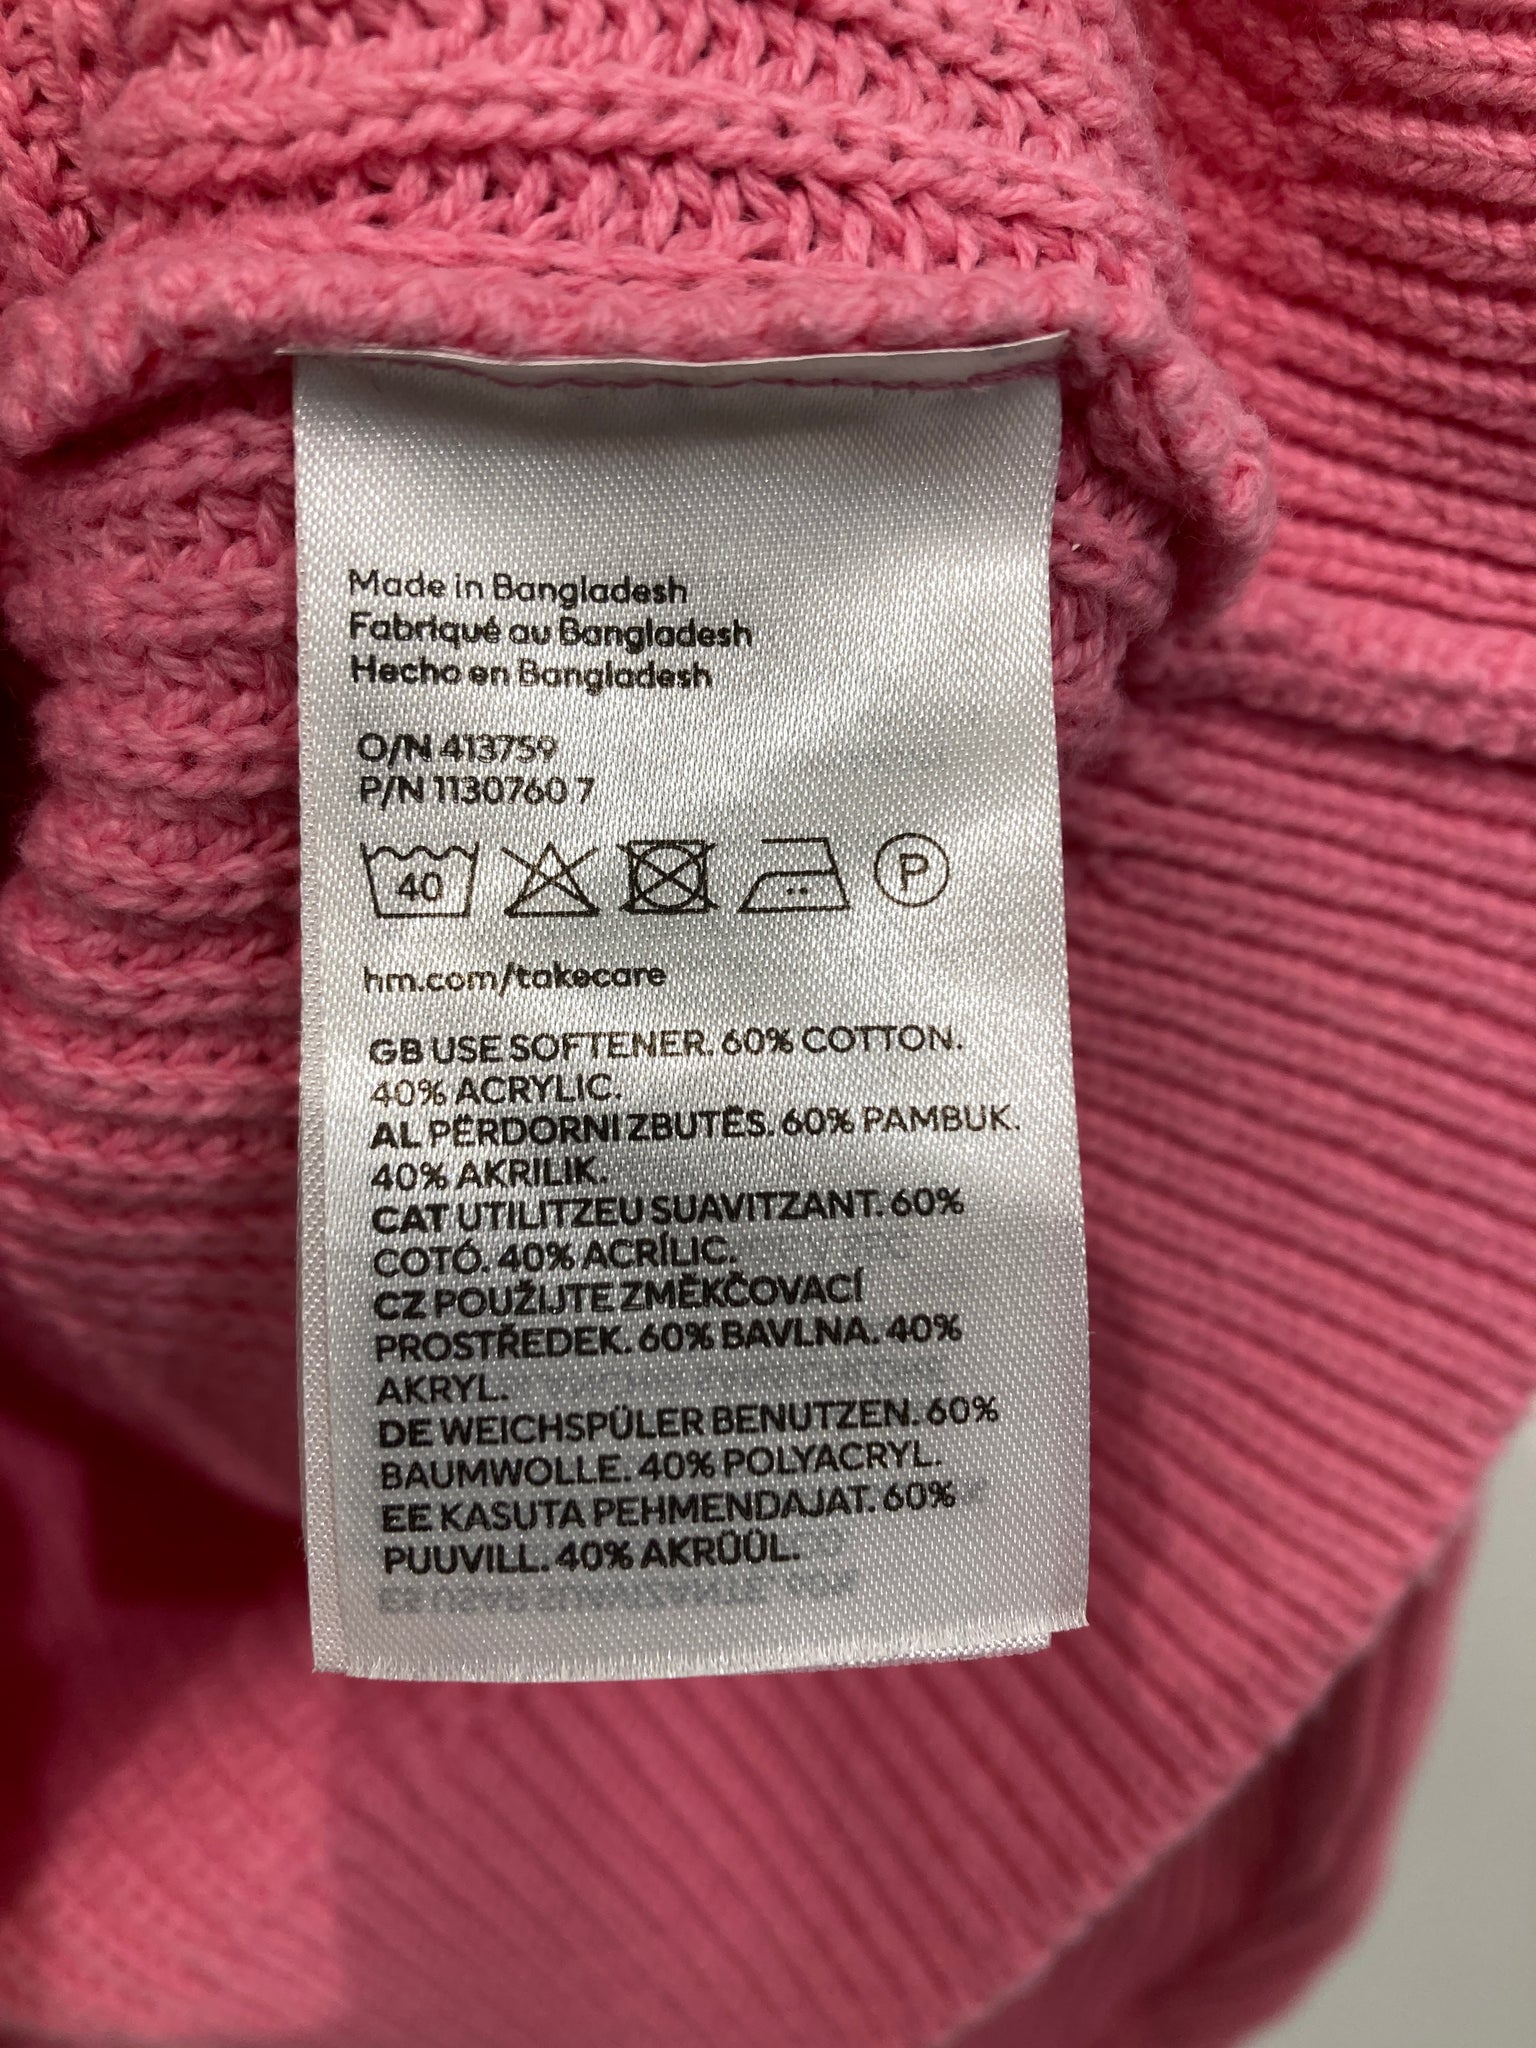 Made in Bangladesh
Fabriqué au Bangladesh
Hecho en Bangladesh
O/N 413759
P/N 1130760 7
40 P
hm.com/takecare
GB USE SOFTENER. 60% COTTON.
40% ACRYLIC.
AL PËRDORNI ZBUTËS. 60% PAMBUK.
40% AKRILIK.
CAT UTILITZEU SUAVITZANT. 60%
COTÓ. 40% ACRÍLIC.
CZ POUŽIJTE ZMĚKČOVACÍ
PROSTŘEDEK. 60% BAVLNA. 40%
AKRYL.
DE WEICHSPÜLER BENUTZEN. 60%
BAUMWOLLE. 40% POLYACRYL.
EE KASUTA PEHMENDAJAT. 60%
PUUVILL. 40% AKRÜÜL.